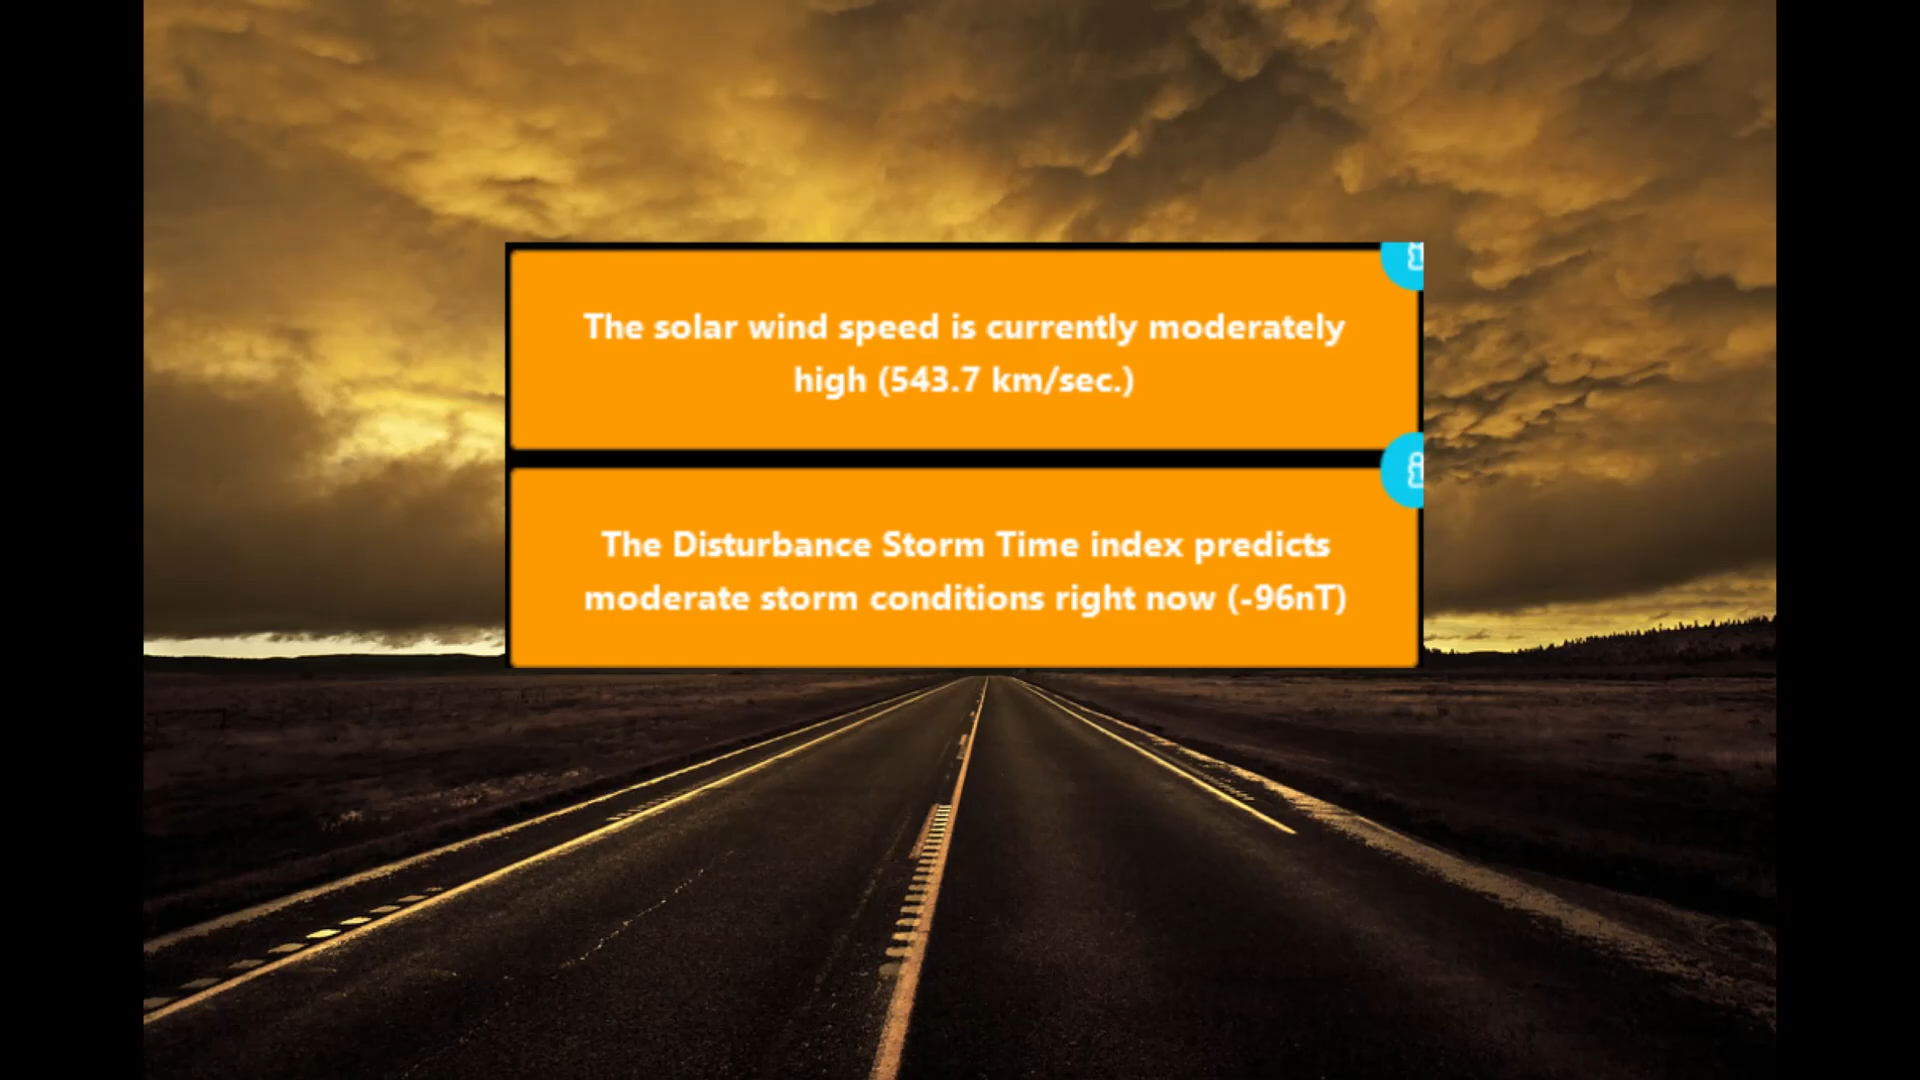 The solar wind speed is currently moderately
high (543.7 km/sec.)
The Disturbance Storm Time index predicts
moderate storm conditions right now (-96nT)